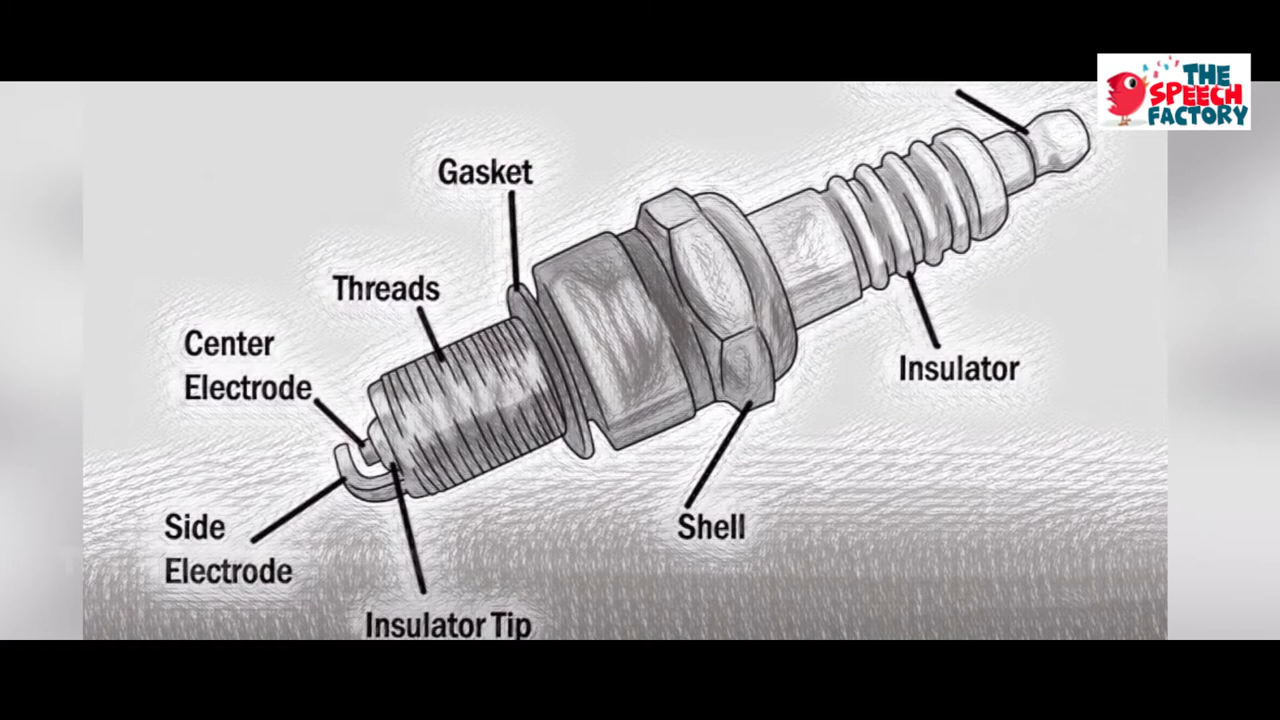 THE
SPEECH
FACTORY
Gasket
Threads
Center
Electrode
Insulator
Side
Electrode
Shell
Insulator Tip